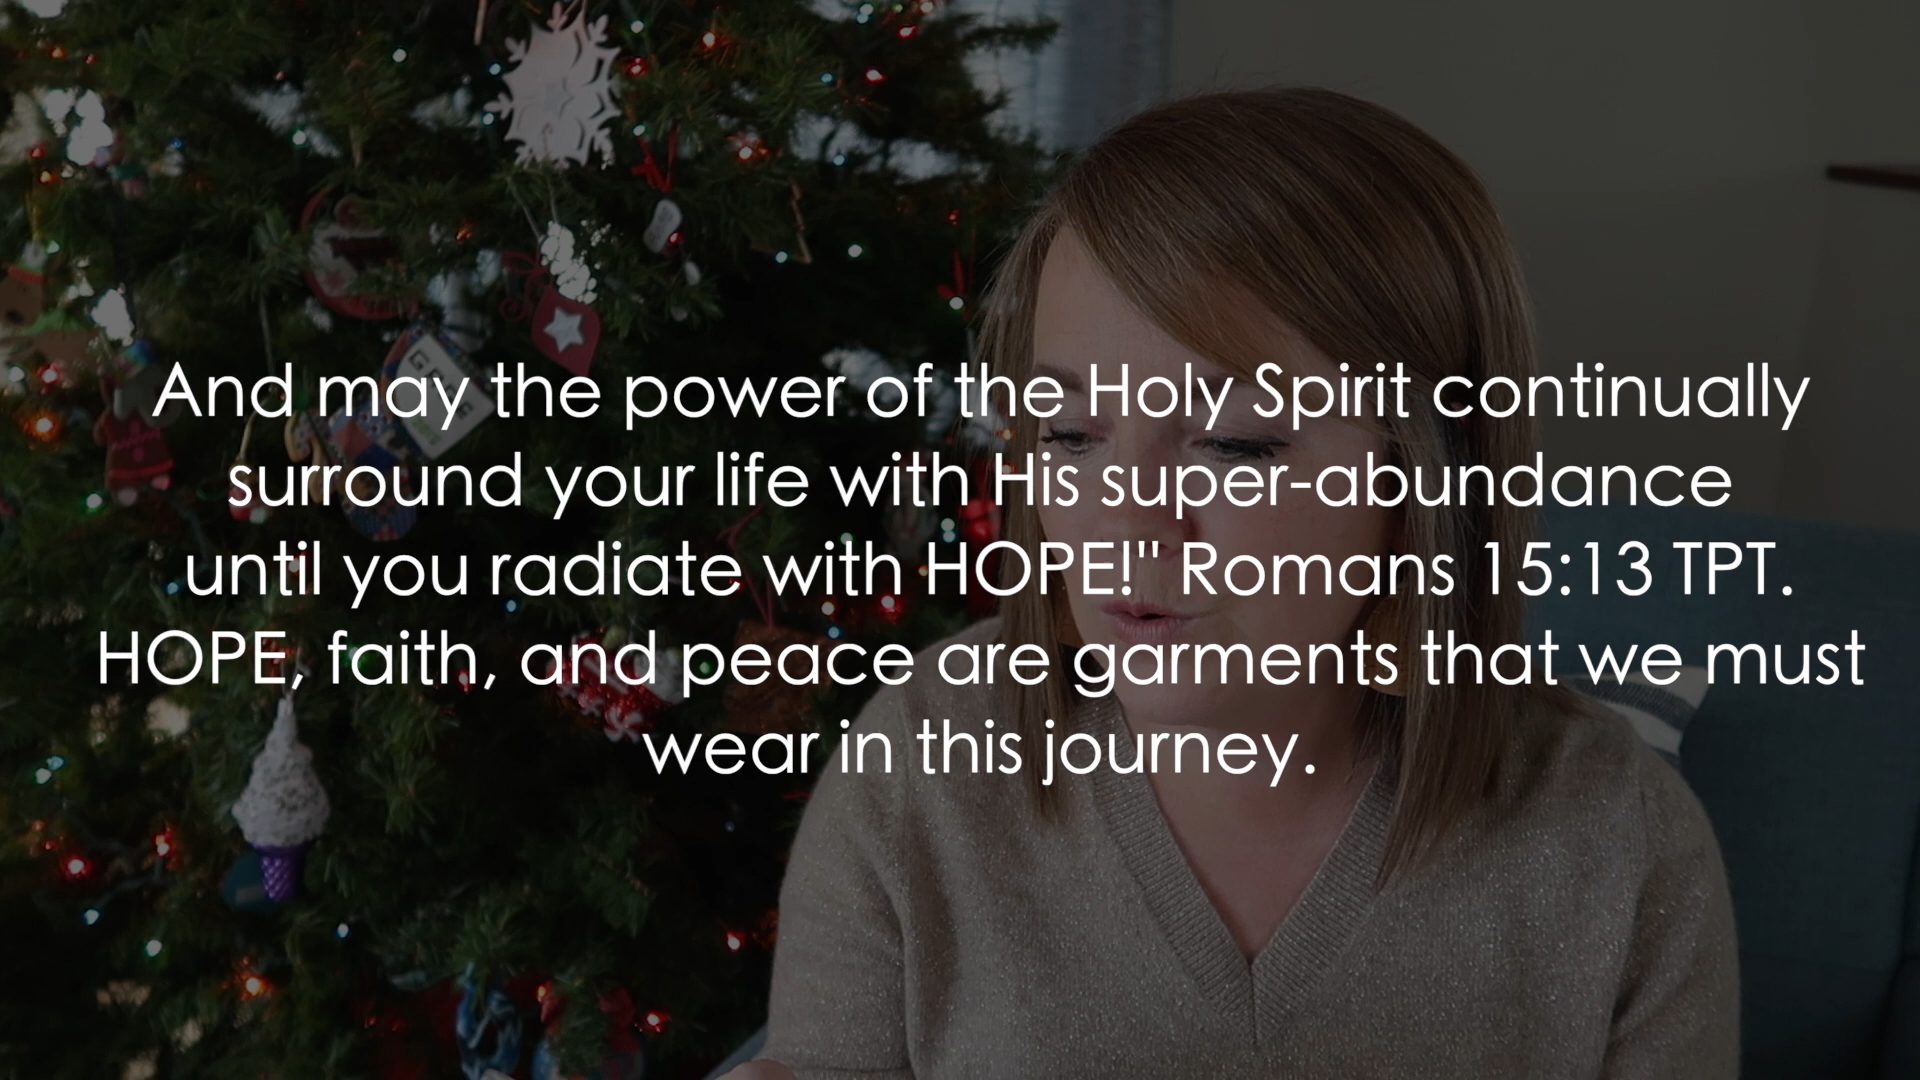 And may the power of the Holy Spirit continually
surround your life with His super-abundance
until you radiate with HOPE!" Romans 15:13 TPT.
HOPE, faith, and peace are garments that we must
wear in this journey.